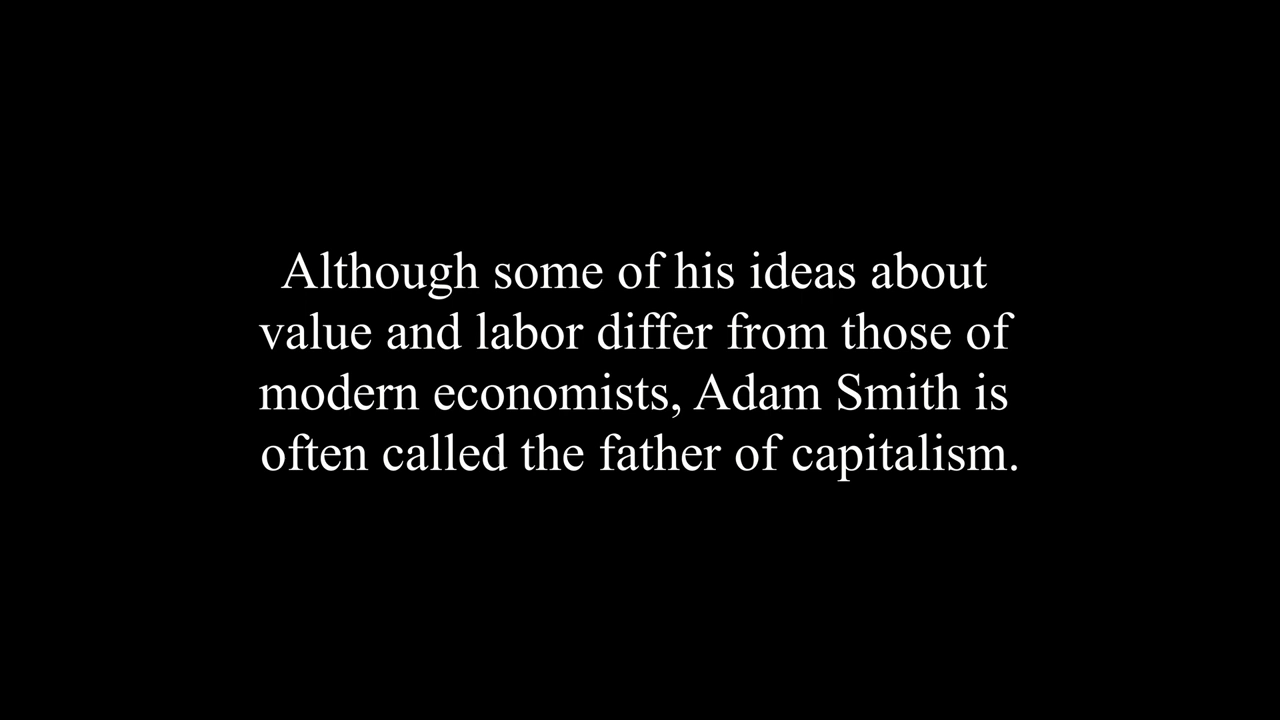 Although some of his ideas about
value and labor differ from those of
modern economists, Adam Smith is
often called the father of capitalism.